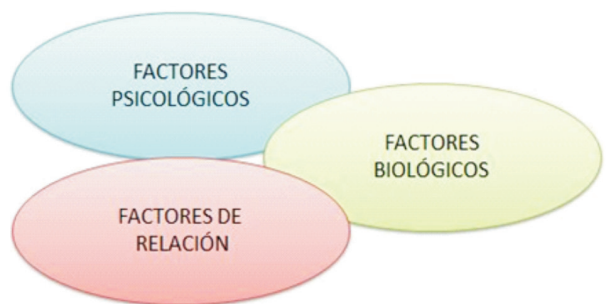 FACTORES
PSICOLÓGICOS
FACTORES
BIOLÓGICOS
FACTORES DE
RELACIÓN